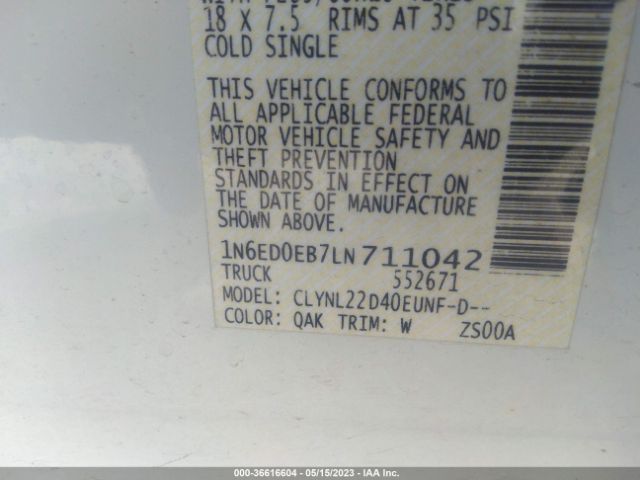 18 X 7.5 RIMS AT 35 PSI
COLD SINGLE
THIS VEHICLE CONFORMS TO
ALL APPLICABLE FEDERAL
MOTOR VEHICLE SAFETY AND
THEFT PREVENTION
STANDARDS IN EFFECT ON
THE DATE OF MANUFACTURE
SHOWN ABOVE.
1N6ED0EB7LN711042
TRUCK 552671
MODEL: CLYNL22D40EUNF-D--
COLOR: QAK TRIM: W ZS00A
000-36616604 - 05/15/2023 - IAA Inc.